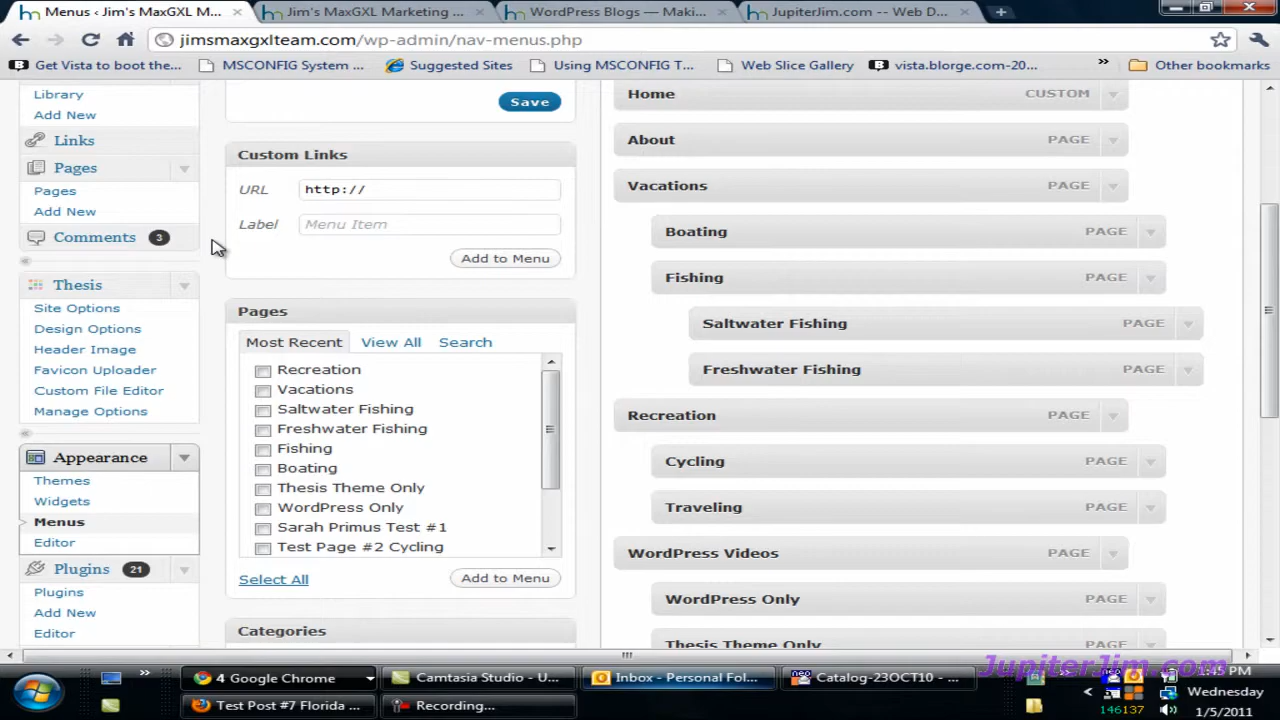 Menus ‹ Jim's MaxGXL M...
Jim's MaxGXL Marketing ...
WordPress Blogs — Maki...
JupiterJim.com -- Web D...
jimsmaxgxlteam.com/wp-admin/nav-menus.php
Get Vista to boot the...
MSCONFIG System ...
Suggested Sites
Using MSCONFIG T...
Web Slice Gallery
vista.blorge.com-20...
»
Other bookmarks
Library
Add New
Links
Pages
Pages
Add New
Comments 3
Thesis
Site Options
Design Options
Header Image
Favicon Uploader
Custom File Editor
Manage Options
Appearance
Themes
Widgets
Menus
Editor
Plugins 21
Plugins
Add New
Editor
Save
Custom Links
URL http://
Label Menu Item
Add to Menu
Pages
Most Recent View All Search
Recreation
Vacations
Saltwater Fishing
Freshwater Fishing
Fishing
Boating
Thesis Theme Only
WordPress Only
Sarah Primus Test #1
Test Page #2 Cycling
Select All
Add to Menu
Categories
Home CUSTOM
About PAGE
Vacations PAGE
Boating PAGE
Fishing PAGE
Saltwater Fishing PAGE
Freshwater Fishing PAGE
Recreation PAGE
Cycling PAGE
Traveling PAGE
WordPress Videos PAGE
WordPress Only PAGE
Thesis Theme Only PAGE
JupiterJim.com
»
4 Google Chrome
Camtasia Studio - U...
Inbox - Personal Fol...
neo Catalog-23OCT10 - ...
Test Post #7 Florida ...
Recording...
neo
146137
1:45 PM
Wednesday
1/5/2011